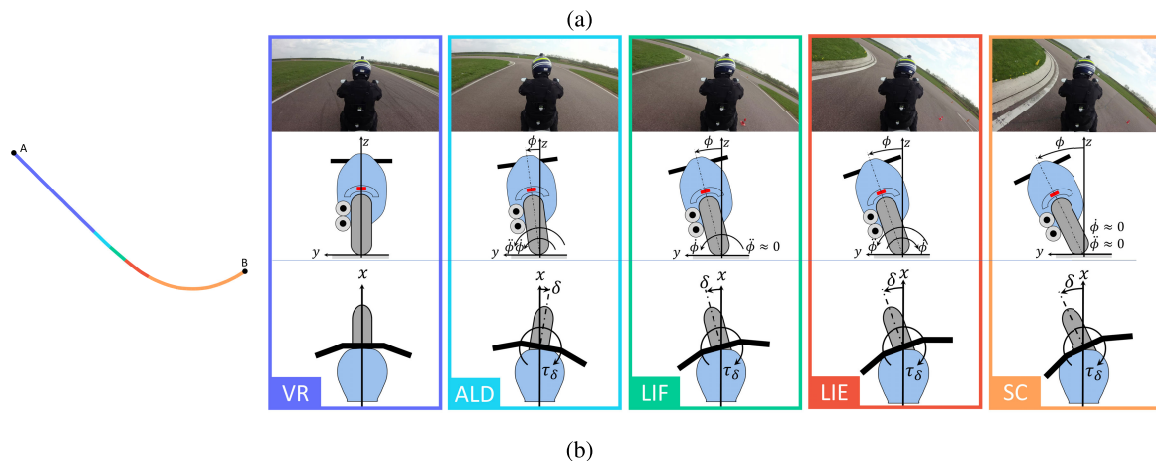 (a)
A
B
z
y
x
VR
ϕ
z
ϕ̈
ϕ̇
y
x
δ
τδ
ALD
ϕ
z
ϕ̇
ϕ̈ ≈ 0
y
x
δ
τδ
LIF
ϕ
z
ϕ̈
ϕ̇
y
x
δ
τδ
LIE
ϕ
z
ϕ̇ ≈ 0
ϕ̈ ≈ 0
y
x
δ
τδ
SC
(b)